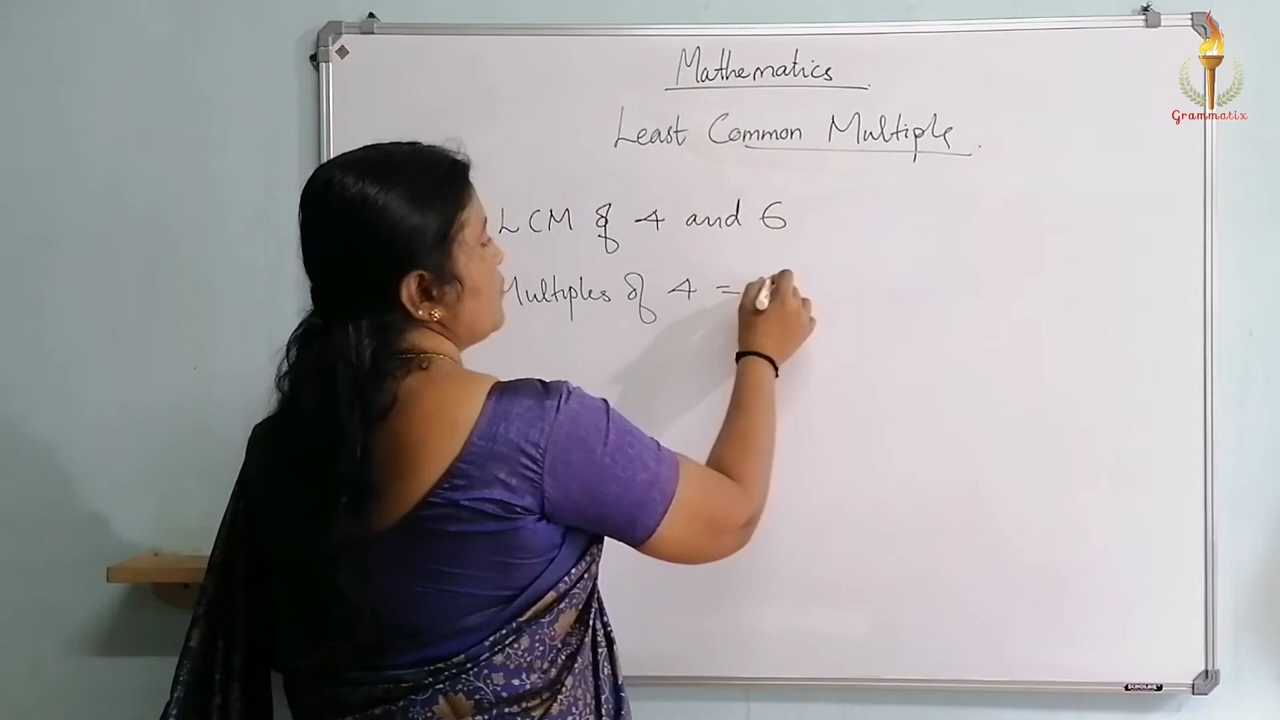 Mathematics
Least Common Multiple.
LCM of 4 and 6
Multiples of 4 =
Grammatix
SCHOLAR